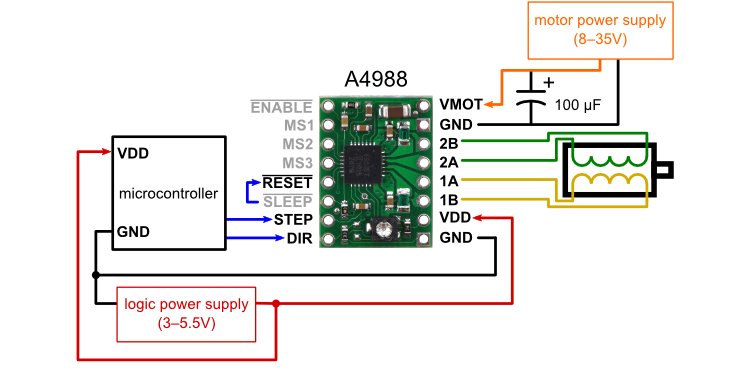 motor power supply
(8–35V)
A4988
+
100 µF
ENABLE
MS1
MS2
MS3
RESET
SLEEP
STEP
DIR
VMOT
GND
2B
2A
1A
1B
VDD
GND
VDD
microcontroller
GND
logic power supply
(3–5.5V)